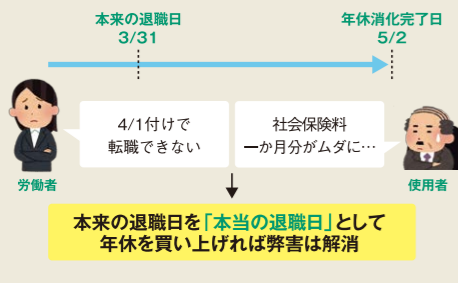 本来の退職日
3/31
年休消化完了日
5/2
4/1付けで
転職できない
社会保険料
一か月分がムダに…
労働者
使用者
本来の退職日を「本当の退職日」として
年休を買い上げれば弊害は解消